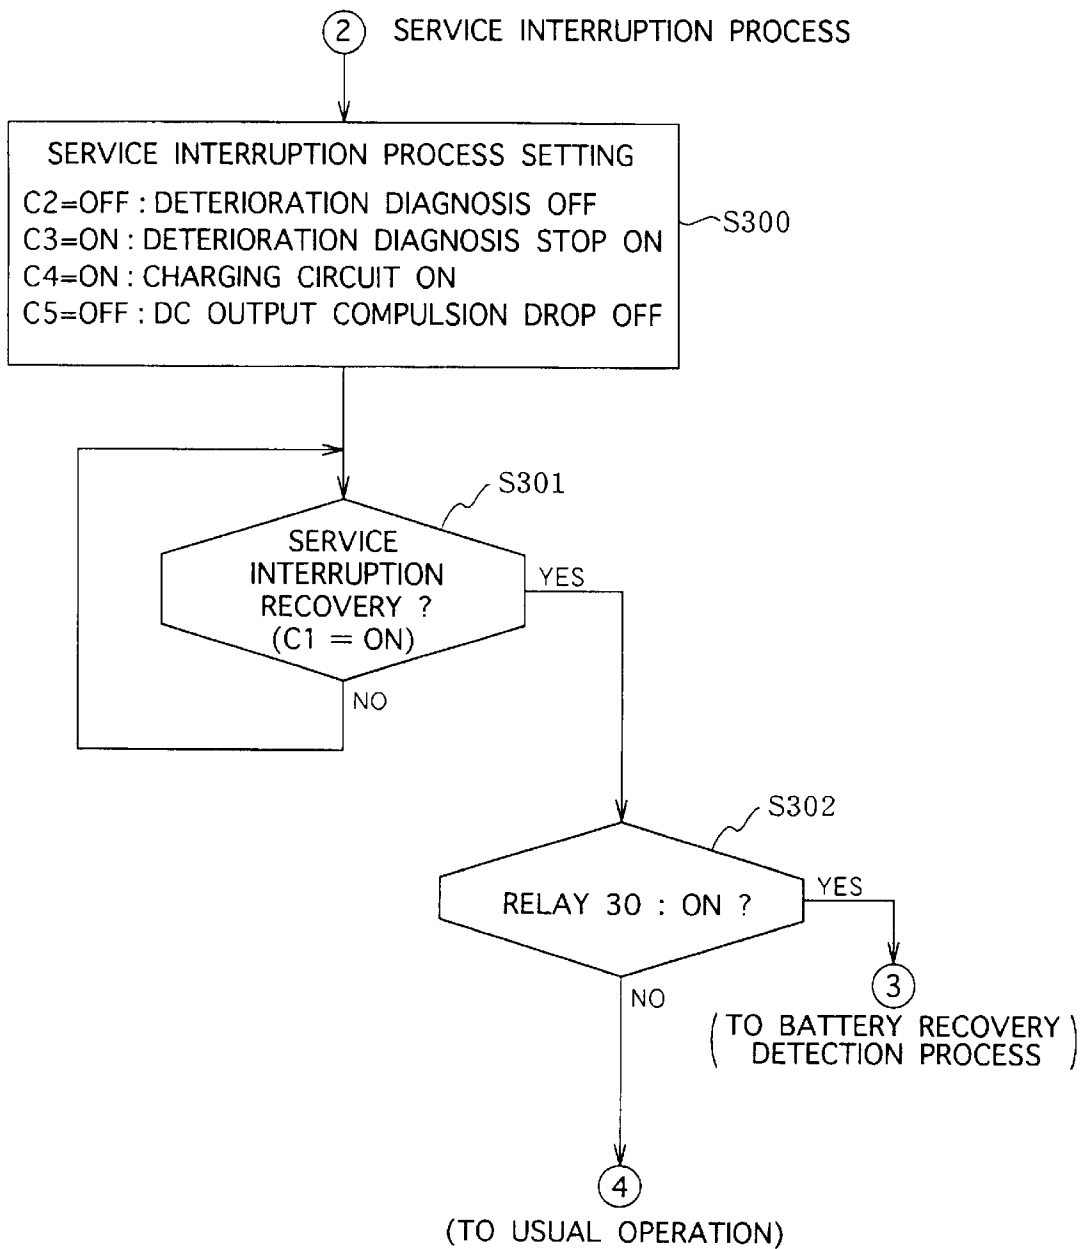 2 SERVICE INTERRUPTION PROCESS
SERVICE INTERRUPTION PROCESS SETTING
C2=OFF : DETERIORATION DIAGNOSIS OFF
C3=ON : DETERIORATION DIAGNOSIS STOP ON
C4=ON : CHARGING CIRCUIT ON
C5=OFF : DC OUTPUT COMPULSION DROP OFF
S300
S301
SERVICE
INTERRUPTION
RECOVERY ?
(C1 = ON)
YES
NO
S302
RELAY 30 : ON ?
YES
NO
3
(TO BATTERY RECOVERY
DETECTION PROCESS)
4
(TO USUAL OPERATION)